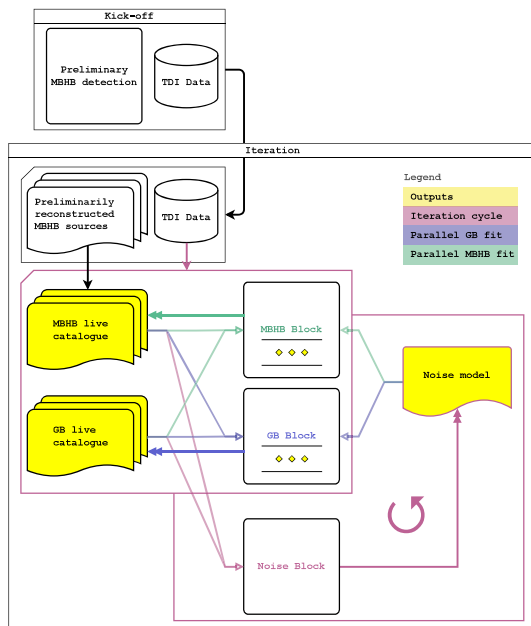 Kick-off
Preliminary
MBHB detection
TDI Data
Iteration
Preliminarily
reconstructed
MBHB sources
TDI Data
Legend
Outputs
Iteration cycle
Parallel GB fit
Parallel MBHB fit
MBHB live
catalogue
MBHB Block
Noise model
GB live
catalogue
GB Block
Noise Block